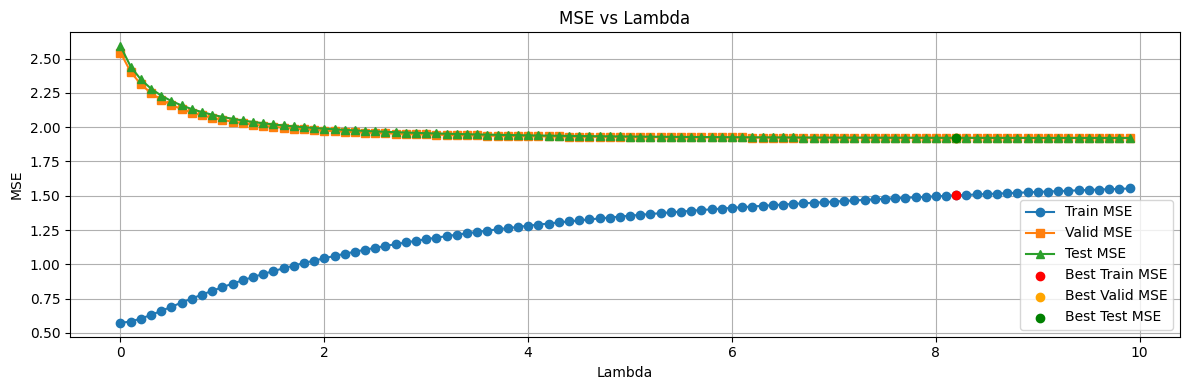 MSE vs Lambda
MSE
2.50
2.25
2.00
1.75
1.50
1.25
1.00
0.75
0.50
0
2
4
6
8
10
Lambda
Train MSE
Valid MSE
Test MSE
Best Train MSE
Best Valid MSE
Best Test MSE